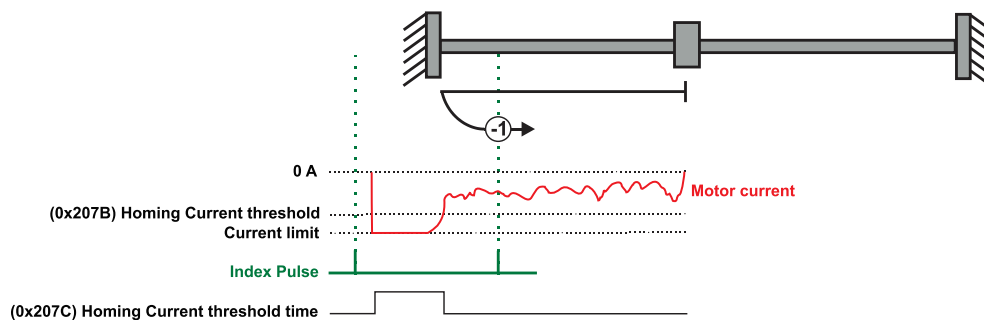 -1
0 A
Motor current
(0x207B) Homing Current threshold
Current limit
Index Pulse
(0x207C) Homing Current threshold time